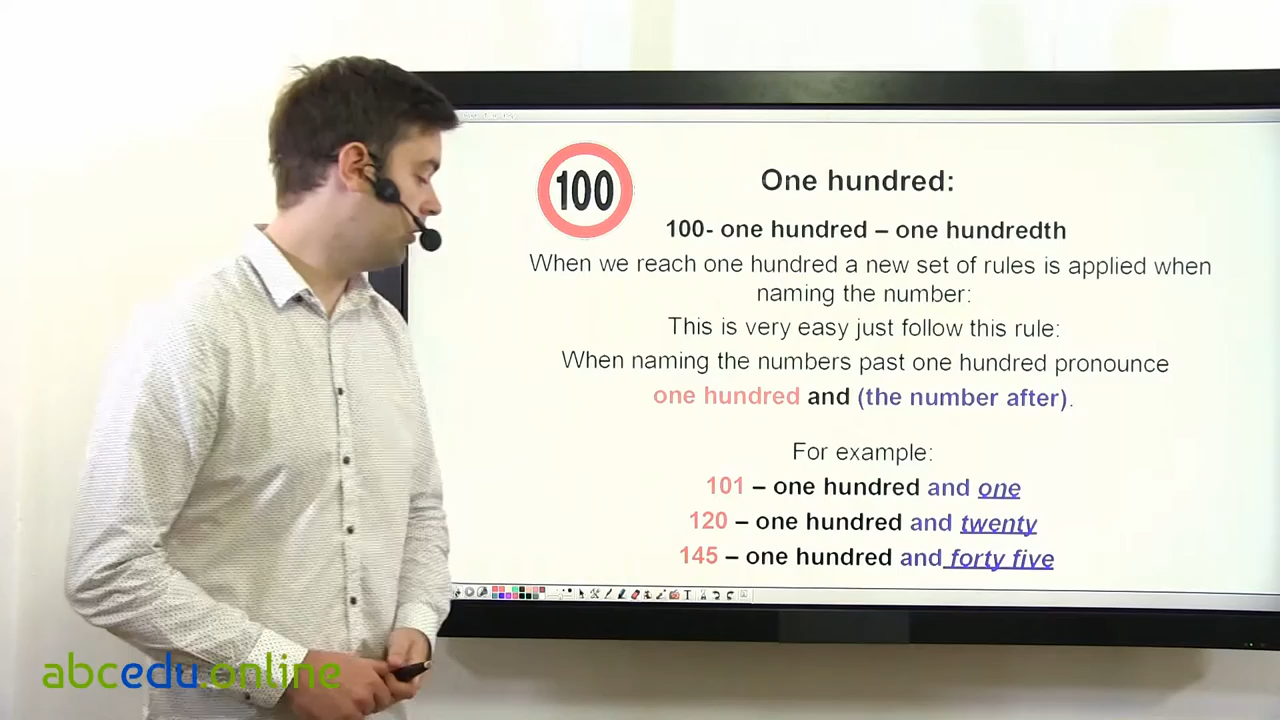 100
One hundred:
100- one hundred – one hundredth
When we reach one hundred a new set of rules is applied when
naming the number:
This is very easy just follow this rule:
When naming the numbers past one hundred pronounce
one hundred and (the number after).
For example:
101 – one hundred and one
120 – one hundred and twenty
145 – one hundred and forty five
abcedu.online